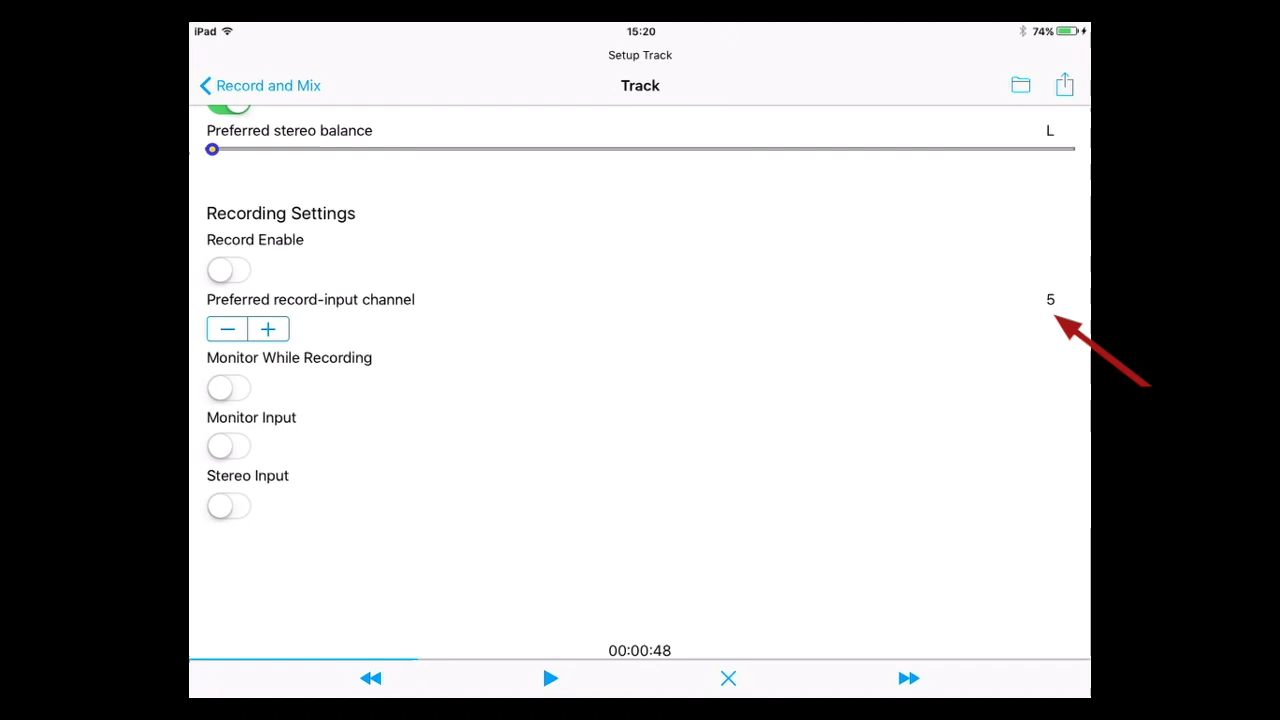 iPad 15:20 74%
Setup Track
Record and Mix Track
Preferred stereo balance L
Recording Settings
Record Enable
Preferred record-input channel 5
Monitor While Recording
Monitor Input
Stereo Input
00:00:48